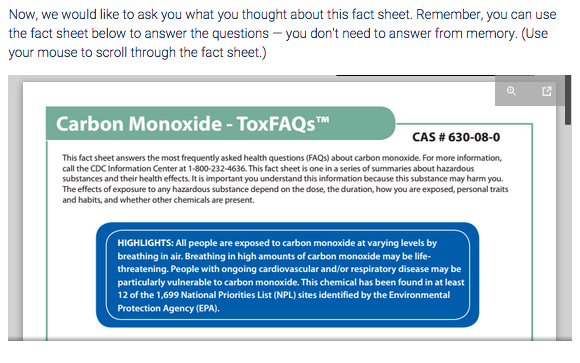 Now, we would like to ask you what you thought about this fact sheet. Remember, you can use
the fact sheet below to answer the questions — you don't need to answer from memory. (Use
your mouse to scroll through the fact sheet.)
Carbon Monoxide - ToxFAQs™
CAS # 630-08-0
This fact sheet answers the most frequently asked health questions (FAQs) about carbon monoxide. For more information,
call the CDC Information Center at 1-800-232-4636. This fact sheet is one in a series of summaries about hazardous
substances and their health effects. It is important you understand this information because this substance may harm you.
The effects of exposure to any hazardous substance depend on the dose, the duration, how you are exposed, personal traits
and habits, and whether other chemicals are present.
HIGHLIGHTS: All people are exposed to carbon monoxide at varying levels by
breathing in air. Breathing in high amounts of carbon monoxide may be life-
threatening. People with ongoing cardiovascular and/or respiratory disease may be
particularly vulnerable to carbon monoxide. This chemical has been found in at least
12 of the 1,699 National Priorities List (NPL) sites identified by the Environmental
Protection Agency (EPA).